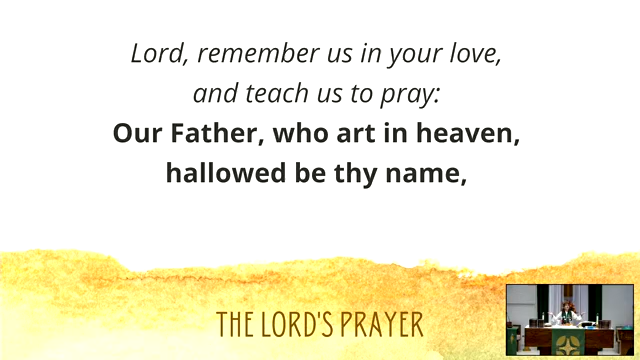 Lord, remember us in your love,
and teach us to pray:
Our Father, who art in heaven,
hallowed be thy name,
THE LORD'S PRAYER